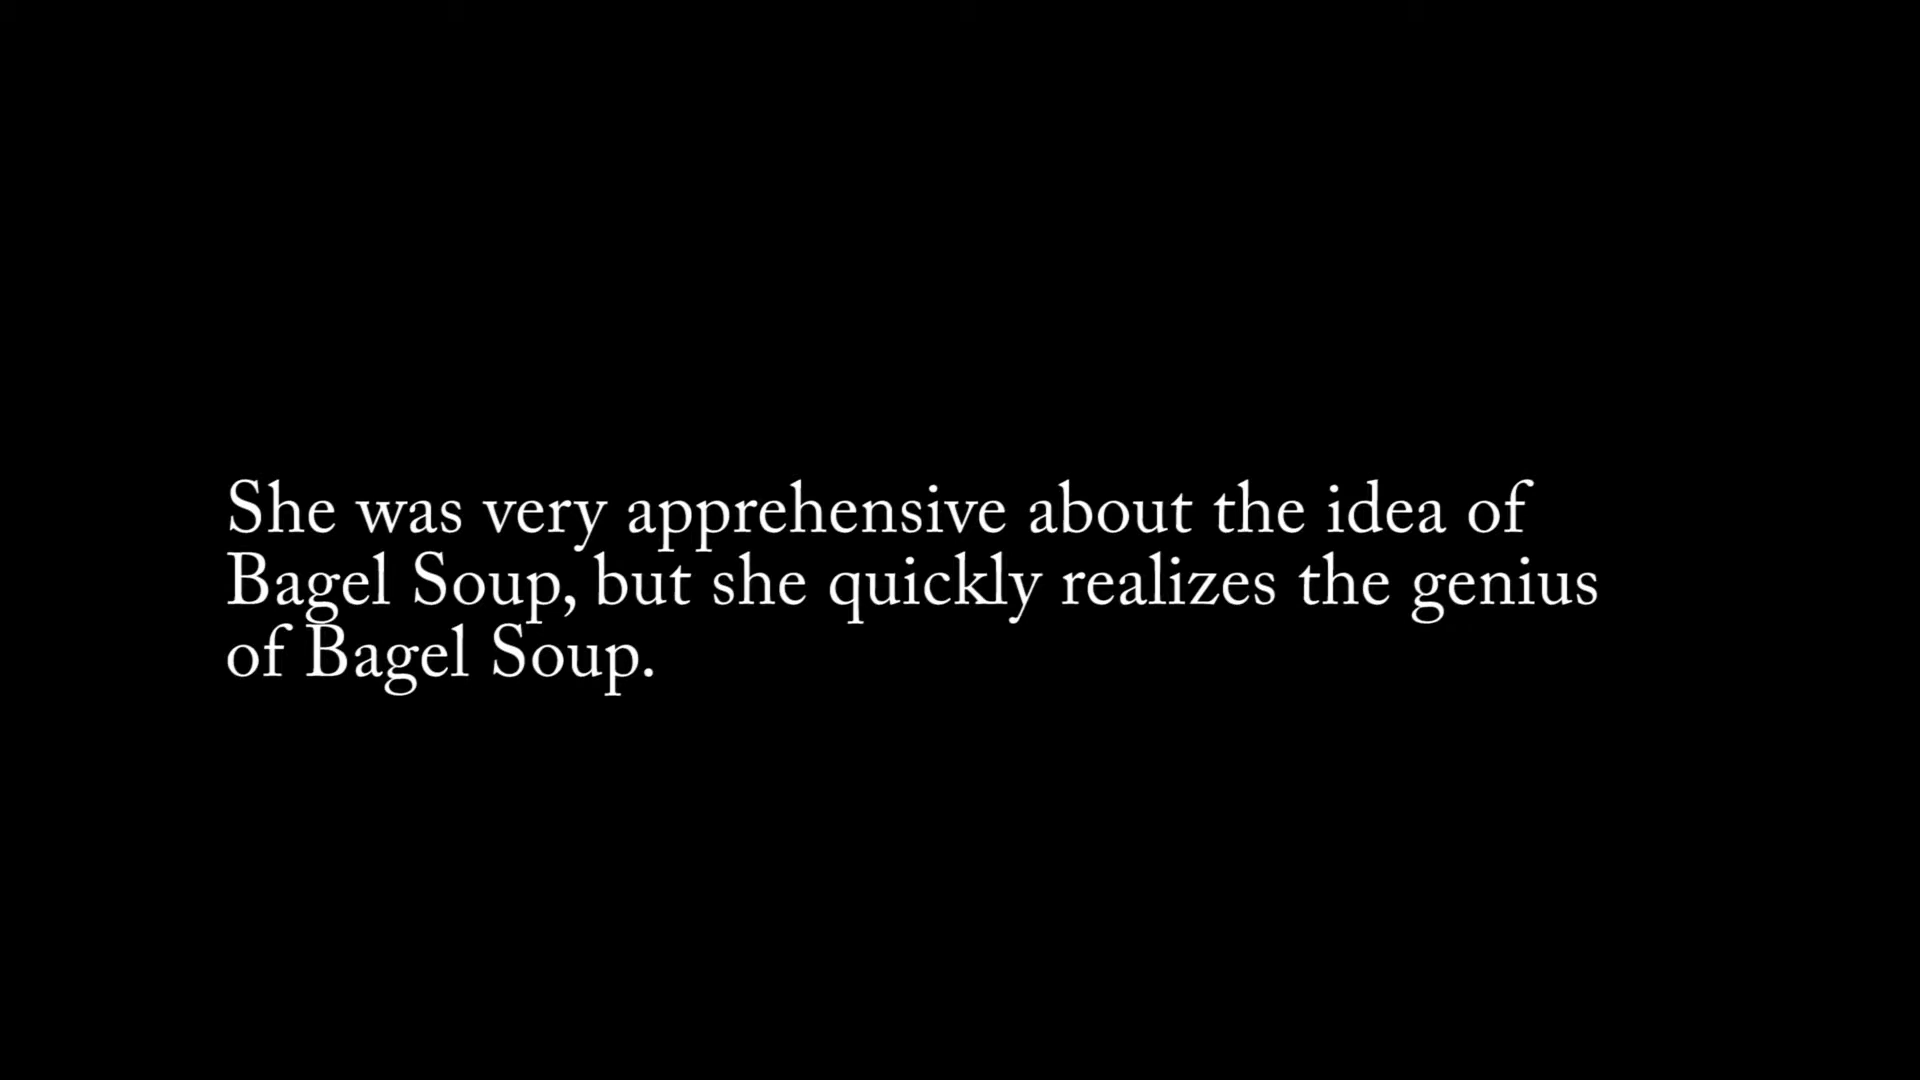 She was very apprehensive about the idea of
Bagel Soup, but she quickly realizes the genius
of Bagel Soup.